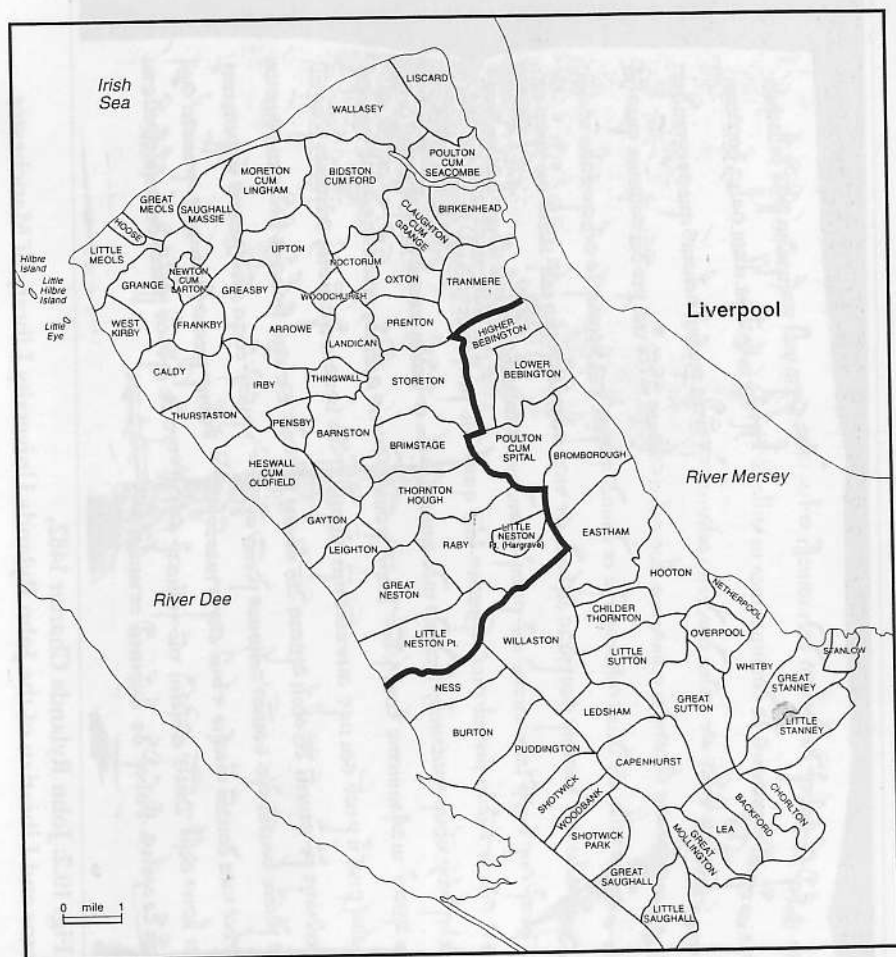 Irish
Sea
LISCARD
WALLASEY
POULTON
CUM
SEACOMBE
MORETON
CUM
LINGHAM
BIDSTON
CUM FORD
GREAT
MEOLS
SAUGHALL
MASSIE
CLAUGHTON
CUM
GRANGE
BIRKENHEAD
HOOSE
LITTLE
MEOLS
UPTON
NOCTORUM
OXTON
TRANMERE
Hilbre
Island
Little
Hilbre
Island
Little
Eye
GRANGE
NEWTON
CUM
LARTON
GREASBY
WOODCHURCH
Liverpool
WEST
KIRBY
FRANKBY
ARROWE
LANDICAN
PRENTON
HIGHER
BEBINGTON
LOWER
BEBINGTON
CALDY
IRBY
THINGWALL
STORETON
THURSTASTON
PENSBY
BARNSTON
BRIMSTAGE
POULTON
CUM
SPITAL
BROMBOROUGH
HESWALL
CUM
OLDFIELD
River Mersey
THORNTON
HOUGH
GAYTON
LEIGHTON
RABY
LITTLE
NESTON
Pt. (Hargrave)
EASTHAM
HOOTON
NETHERPOOL
River Dee
GREAT
NESTON
CHILDER
THORNTON
OVERPOOL
LITTLE
NESTON Pt.
WILLASTON
LITTLE
SUTTON
WHITBY
STANLOW
GREAT
STANNEY
NESS
LEDSHAM
GREAT
SUTTON
LITTLE
STANNEY
BURTON
PUDDINGTON
CAPENHURST
SHOTWICK
WOODBANK
SHOTWICK
PARK
GREAT
MOLLINGTON
LEA
BACKFORD
CHORLTON
GREAT
SAUGHALL
LITTLE
SAUGHALL
0 mile 1